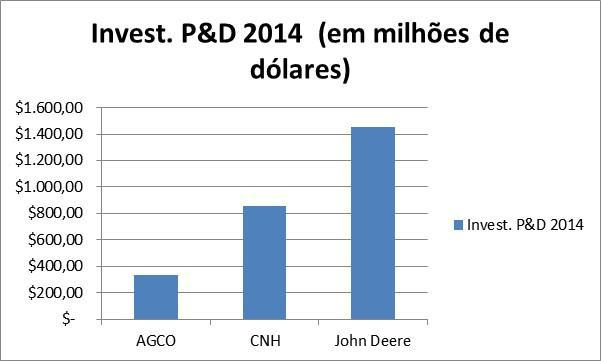 Invest. P&D 2014 (em milhões de
dólares)
$1.600,00
$1.400,00
$1.200,00
$1.000,00
$800,00
$600,00
$400,00
$200,00
$-
AGCO
CNH
John Deere
Invest. P&D 2014